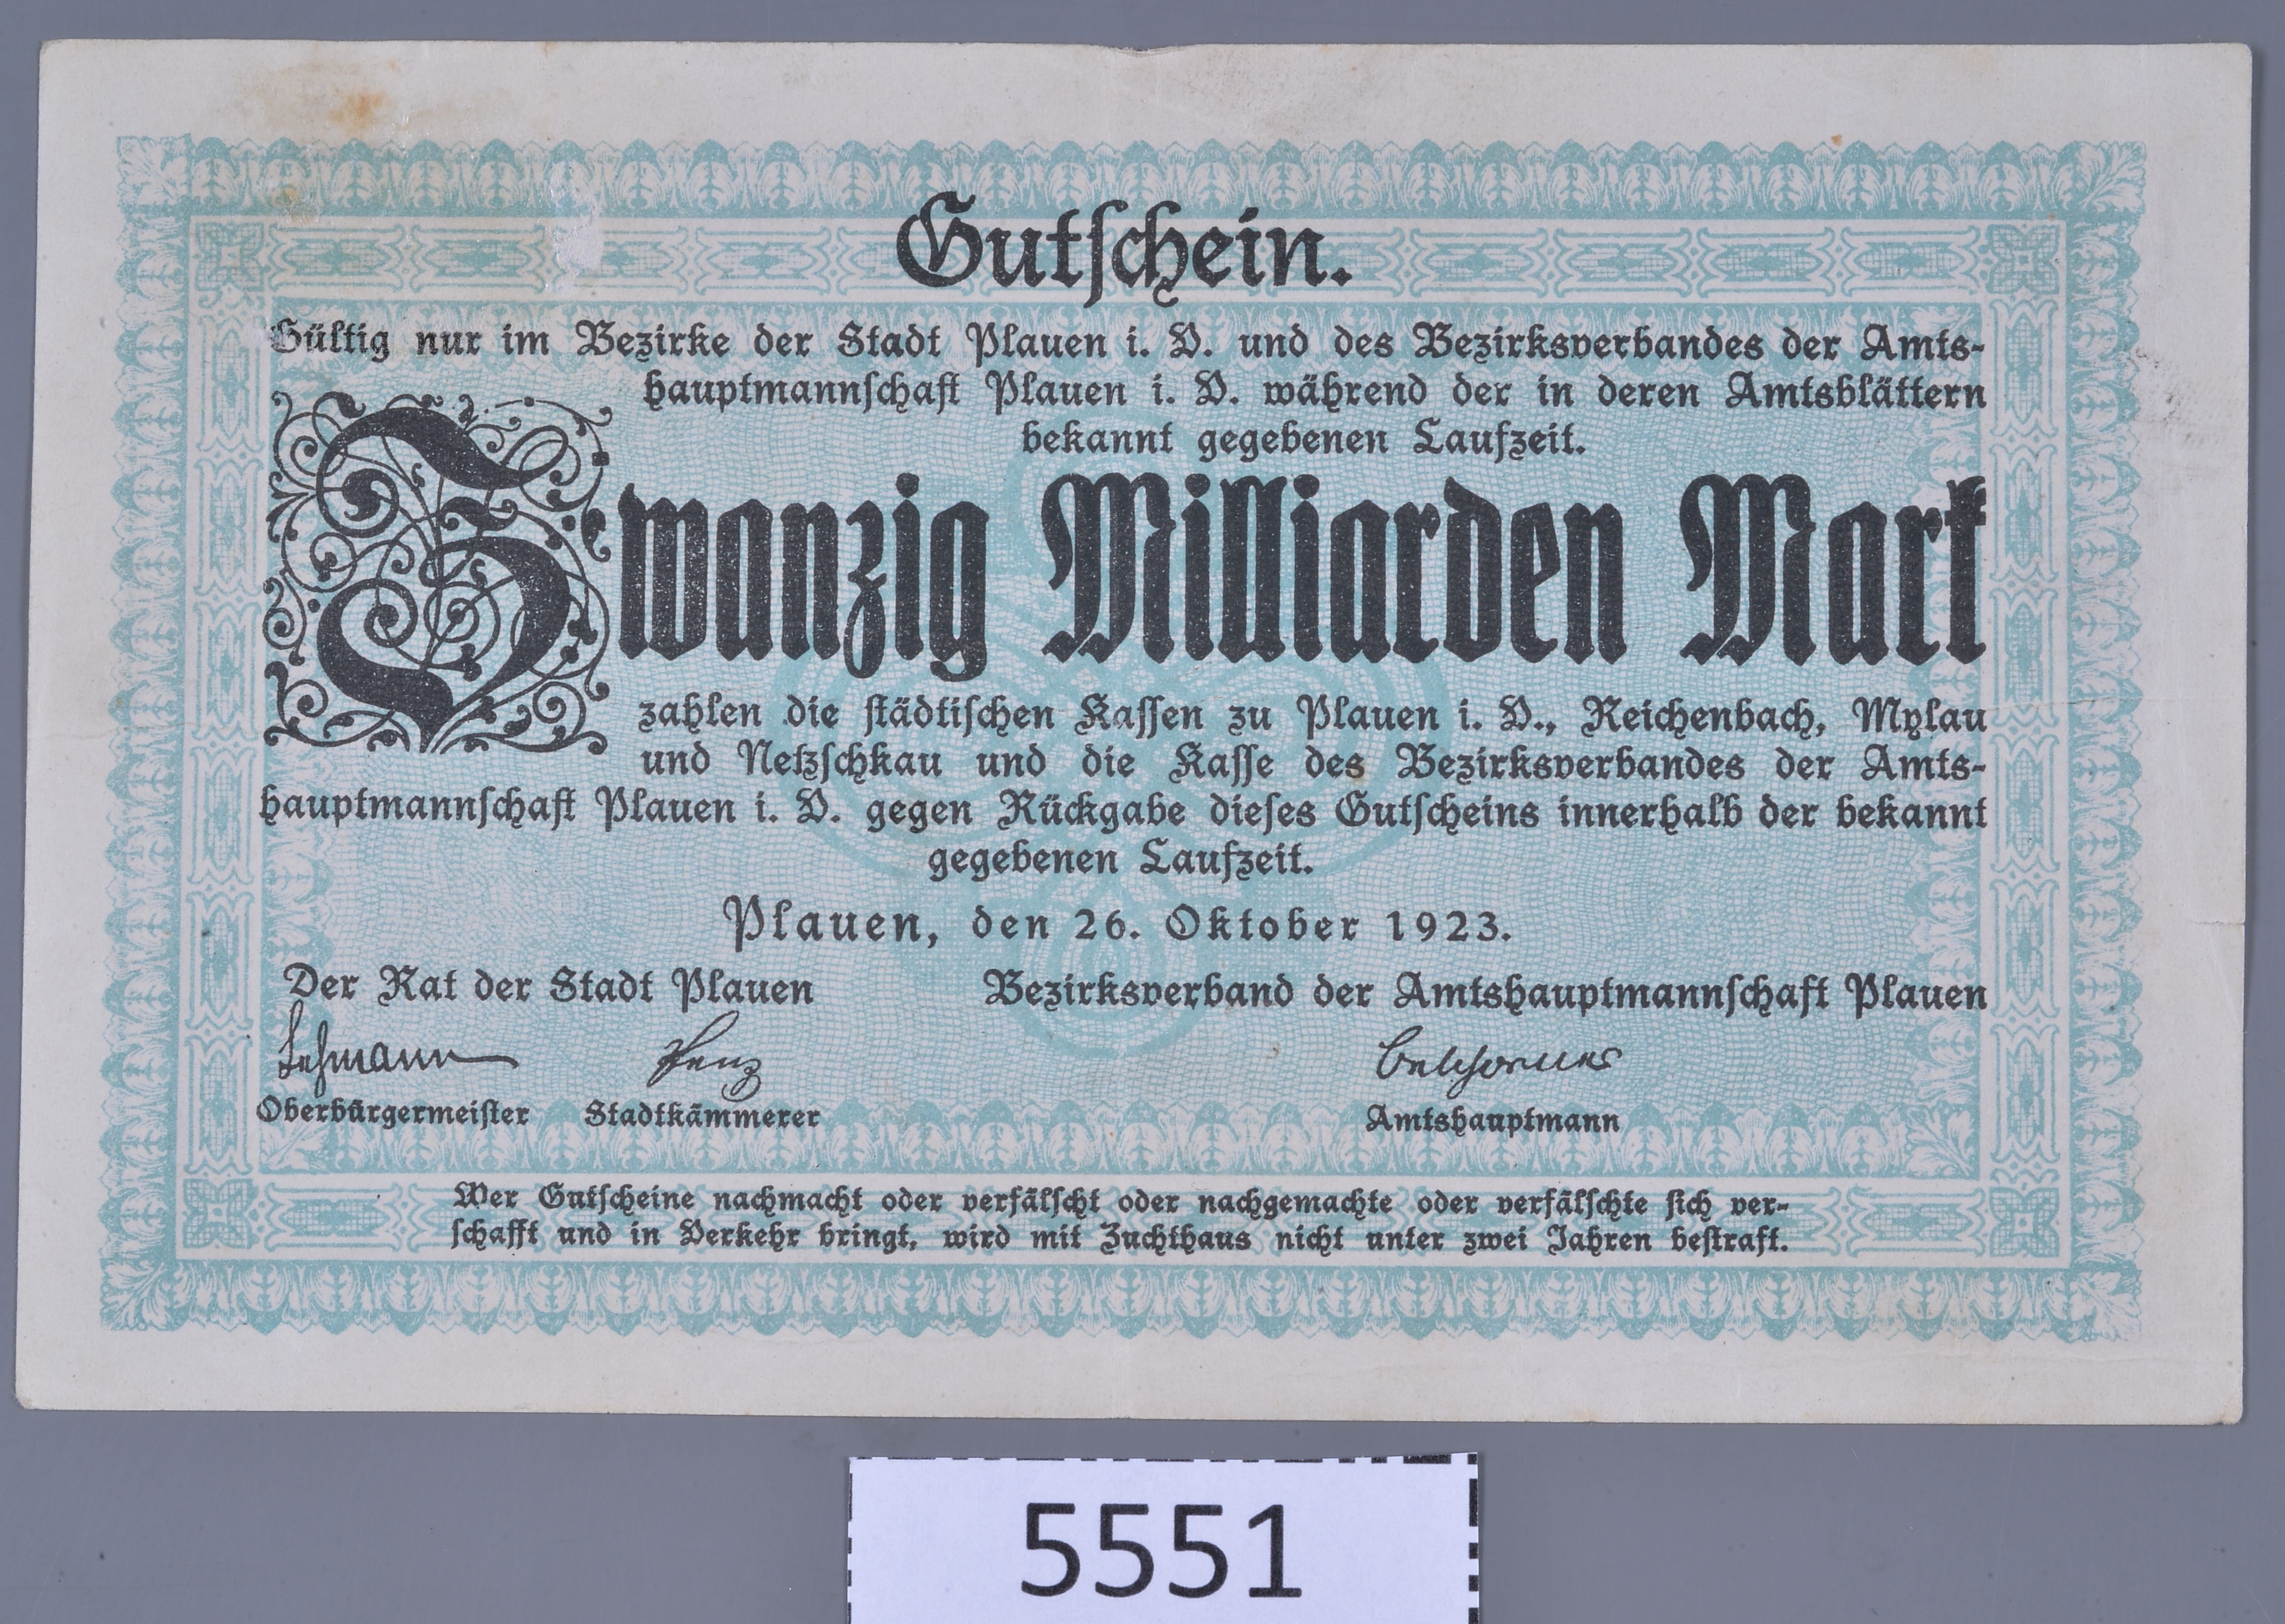 Gutschein.
Gültig nur im Bezirke der Stadt Plauen i. V. und des Bezirksverbandes der Amts-
hauptmannschaft Plauen i. V. während der in deren Amtsblättern
bekannt gegebenen Laufzeit.
Zwanzig Milliarden Mark
zahlen die städtischen Kassen zu Plauen i. V., Reichenbach, Mylau
und Netzschkau und die Kasse des Bezirksverbandes der Amts-
hauptmannschaft Plauen i. V. gegen Rückgabe dieses Gutscheins innerhalb der bekannt
gegebenen Laufzeit.
Plauen, den 26. Oktober 1923.
Der Rat der Stadt Plauen Bezirksverband der Amtshauptmannschaft Plauen
Lehmann
Oberbürgermeister Stadtkämmerer Amtshauptmann
Wer Gutscheine nachmacht oder verfälscht oder nachgemachte oder verfälschte sich ver-
schafft und in Verkehr bringt, wird mit Zuchthaus nicht unter zwei Jahren bestraft.
5551